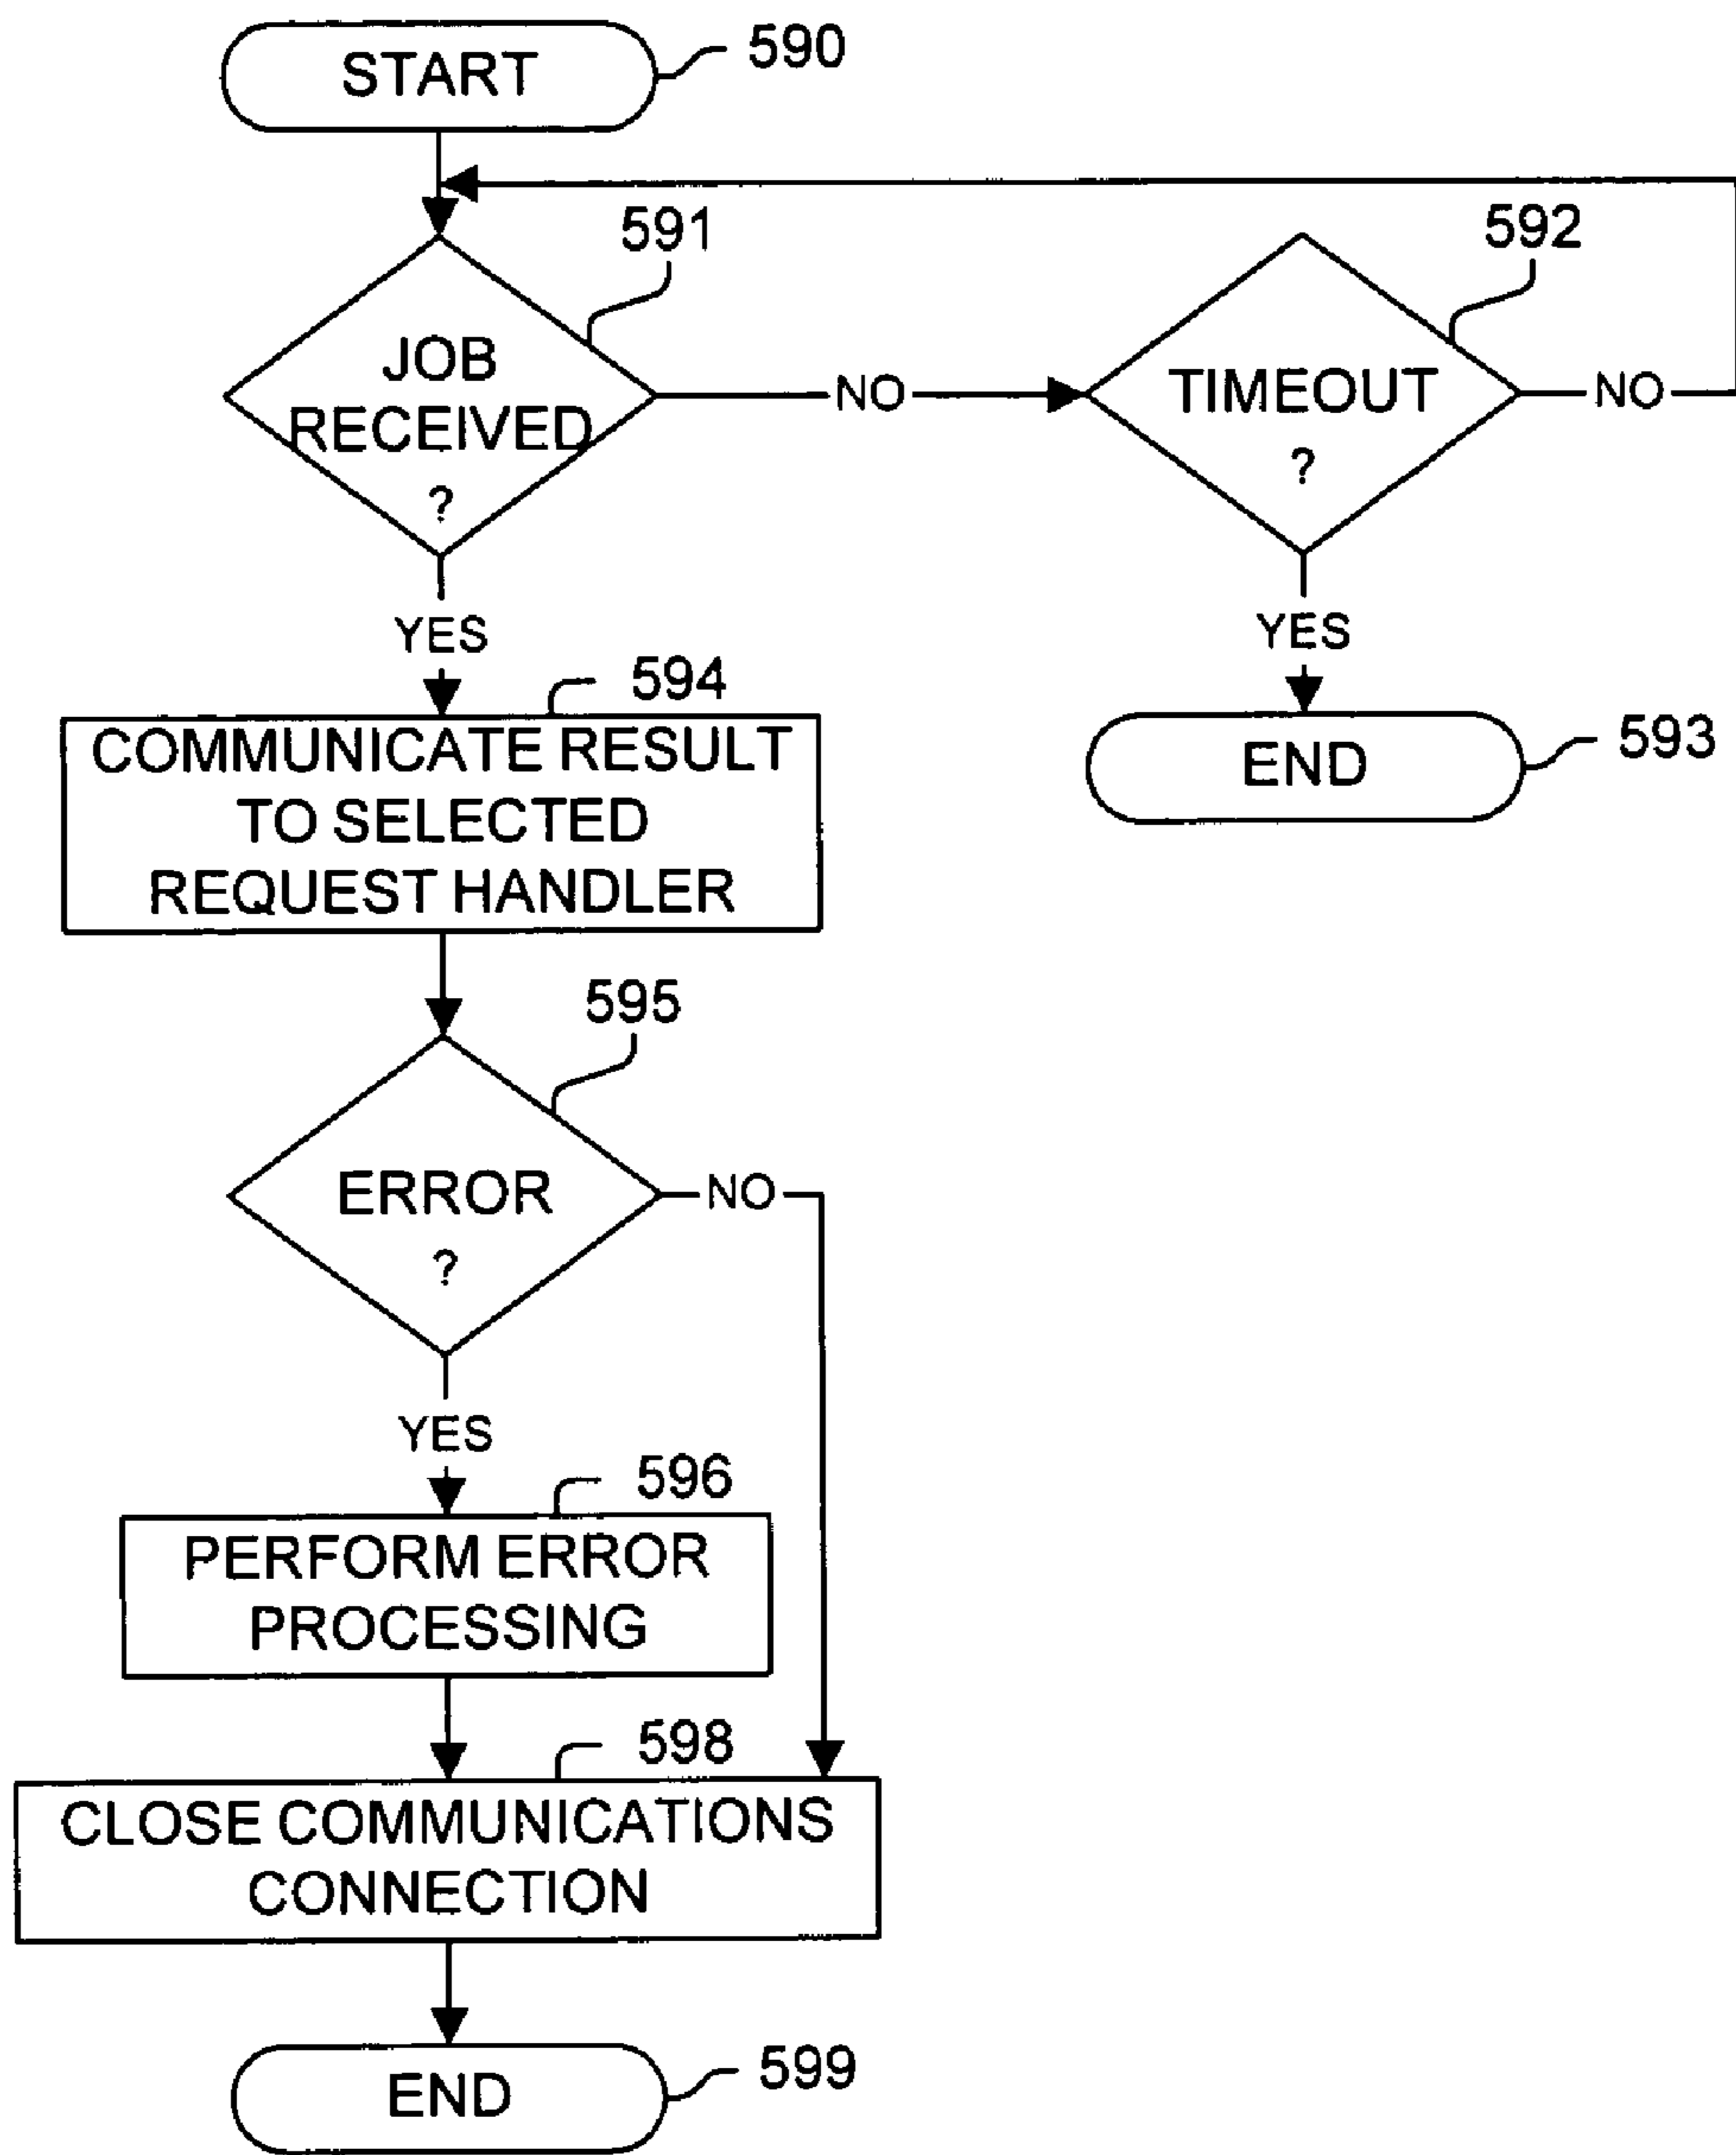 START
590
591
JOB
RECEIVED
?
NO
592
TIMEOUT
?
NO
YES
YES
593
END
594
COMMUNICATE RESULT
TO SELECTED
REQUEST HANDLER
595
ERROR
?
NO
YES
596
PERFORM ERROR
PROCESSING
598
CLOSE COMMUNICATIONS
CONNECTION
END
599